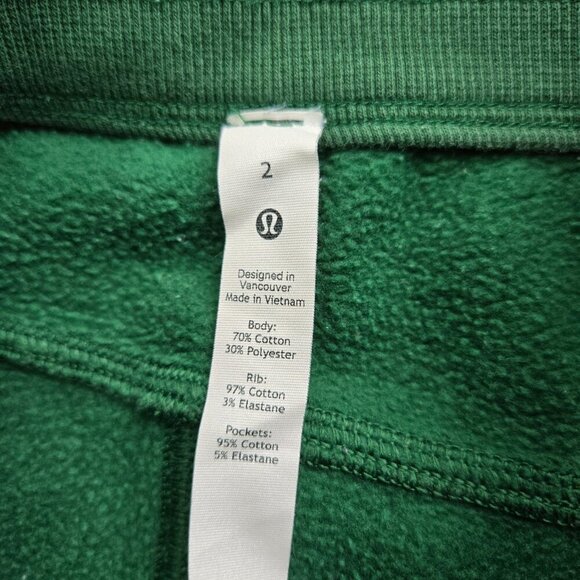 2
Designed in
Vancouver
Made in Vietnam
Body:
70% Cotton
30% Polyester
Rib:
97% Cotton
3% Elastane
Pockets:
95% Cotton
5% Elastane